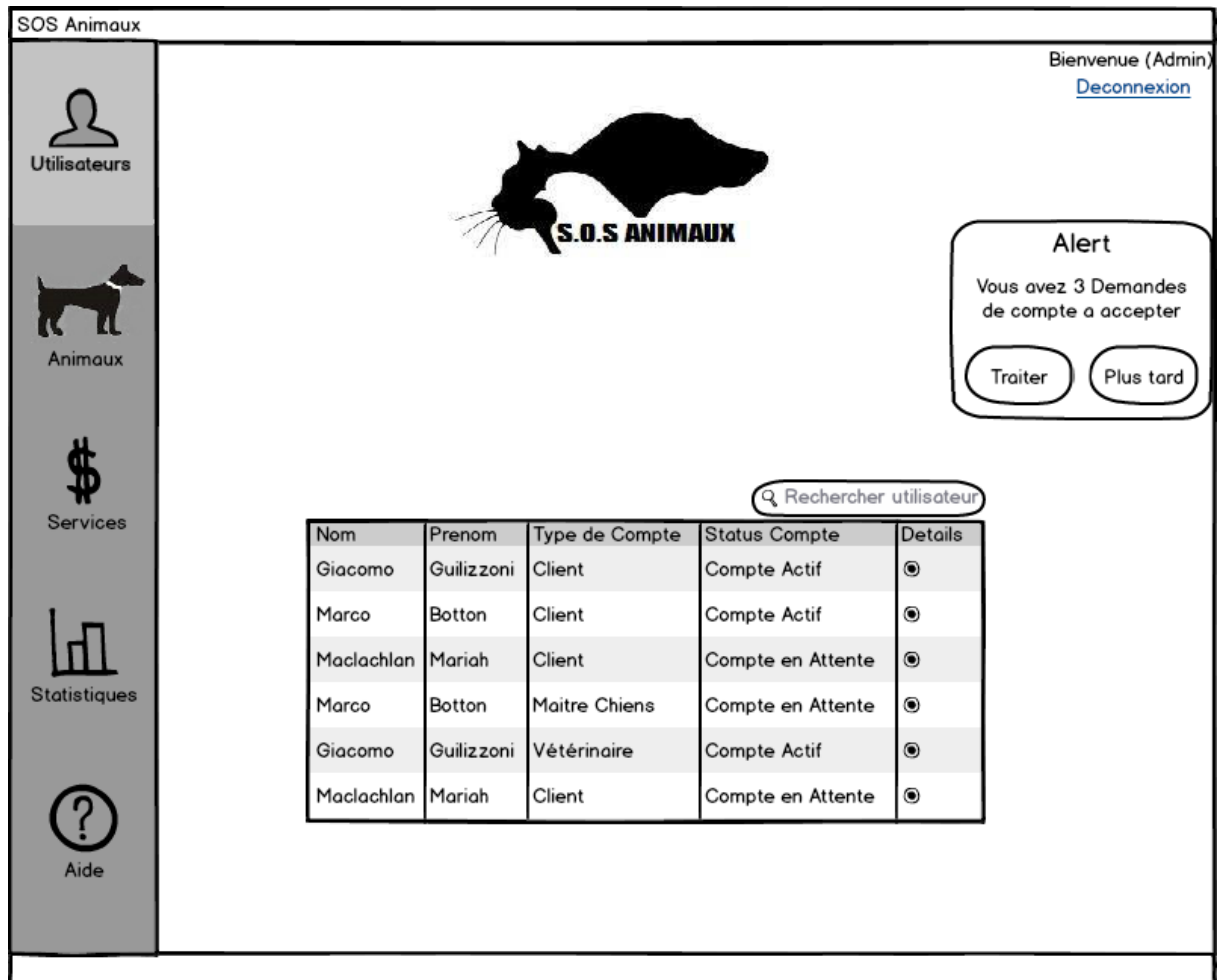 SOS Animaux
Bienvenue (Admin)
Deconnexion
Utilisateurs
S.O.S ANIMAUX
Alert
Vous avez 3 Demandes
de compte a accepter
Traiter Plus tard
Animaux
Services
Statistiques
Aide
Rechercher utilisateur
Nom Prenom Type de Compte Status Compte Details
Giacomo Guilizzoni Client Compte Actif
Marco Botton Client Compte Actif
Maclachlan Mariah Client Compte en Attente
Marco Botton Maitre Chiens Compte en Attente
Giacomo Guilizzoni Vétérinaire Compte Actif
Maclachlan Mariah Client Compte en Attente